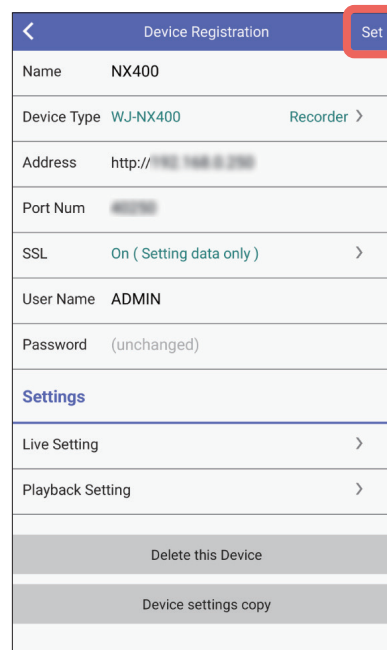 Device Registration Set
Name NX400
Device Type WJ-NX400 Recorder
Address http://
Port Num
SSL On ( Setting data only )
User Name ADMIN
Password (unchanged)
Settings
Live Setting
Playback Setting
Delete this Device
Device settings copy